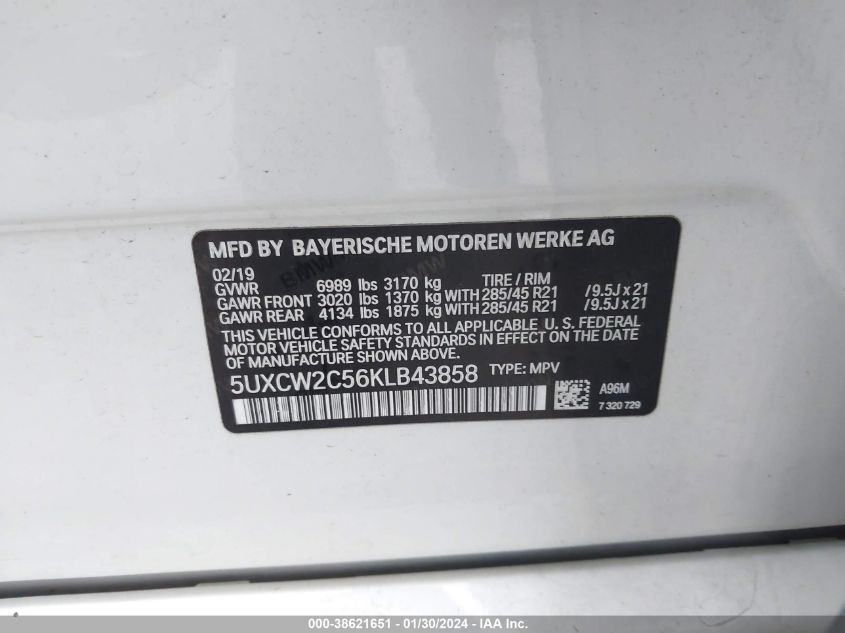 MFD BY BAYERISCHE MOTOREN WERKE AG
02/19
GVWR 6989 lbs 3170 kg TIRE / RIM
GAWR FRONT 3020 lbs 1370 kg WITH 285/45 R21 /9.5J x 21
GAWR REAR 4134 lbs 1875 kg WITH 285/45 R21 /9.5J x 21
THIS VEHICLE CONFORMS TO ALL APPLICABLE U. S. FEDERAL
MOTOR VEHICLE SAFETY STANDARDS IN EFFECT ON THE DATE
OF MANUFACTURE SHOWN ABOVE.
5UXCW2C56KLB43858 TYPE: MPV
A96M
7 320 729
000-38621651 - 01/30/2024 - IAA Inc.